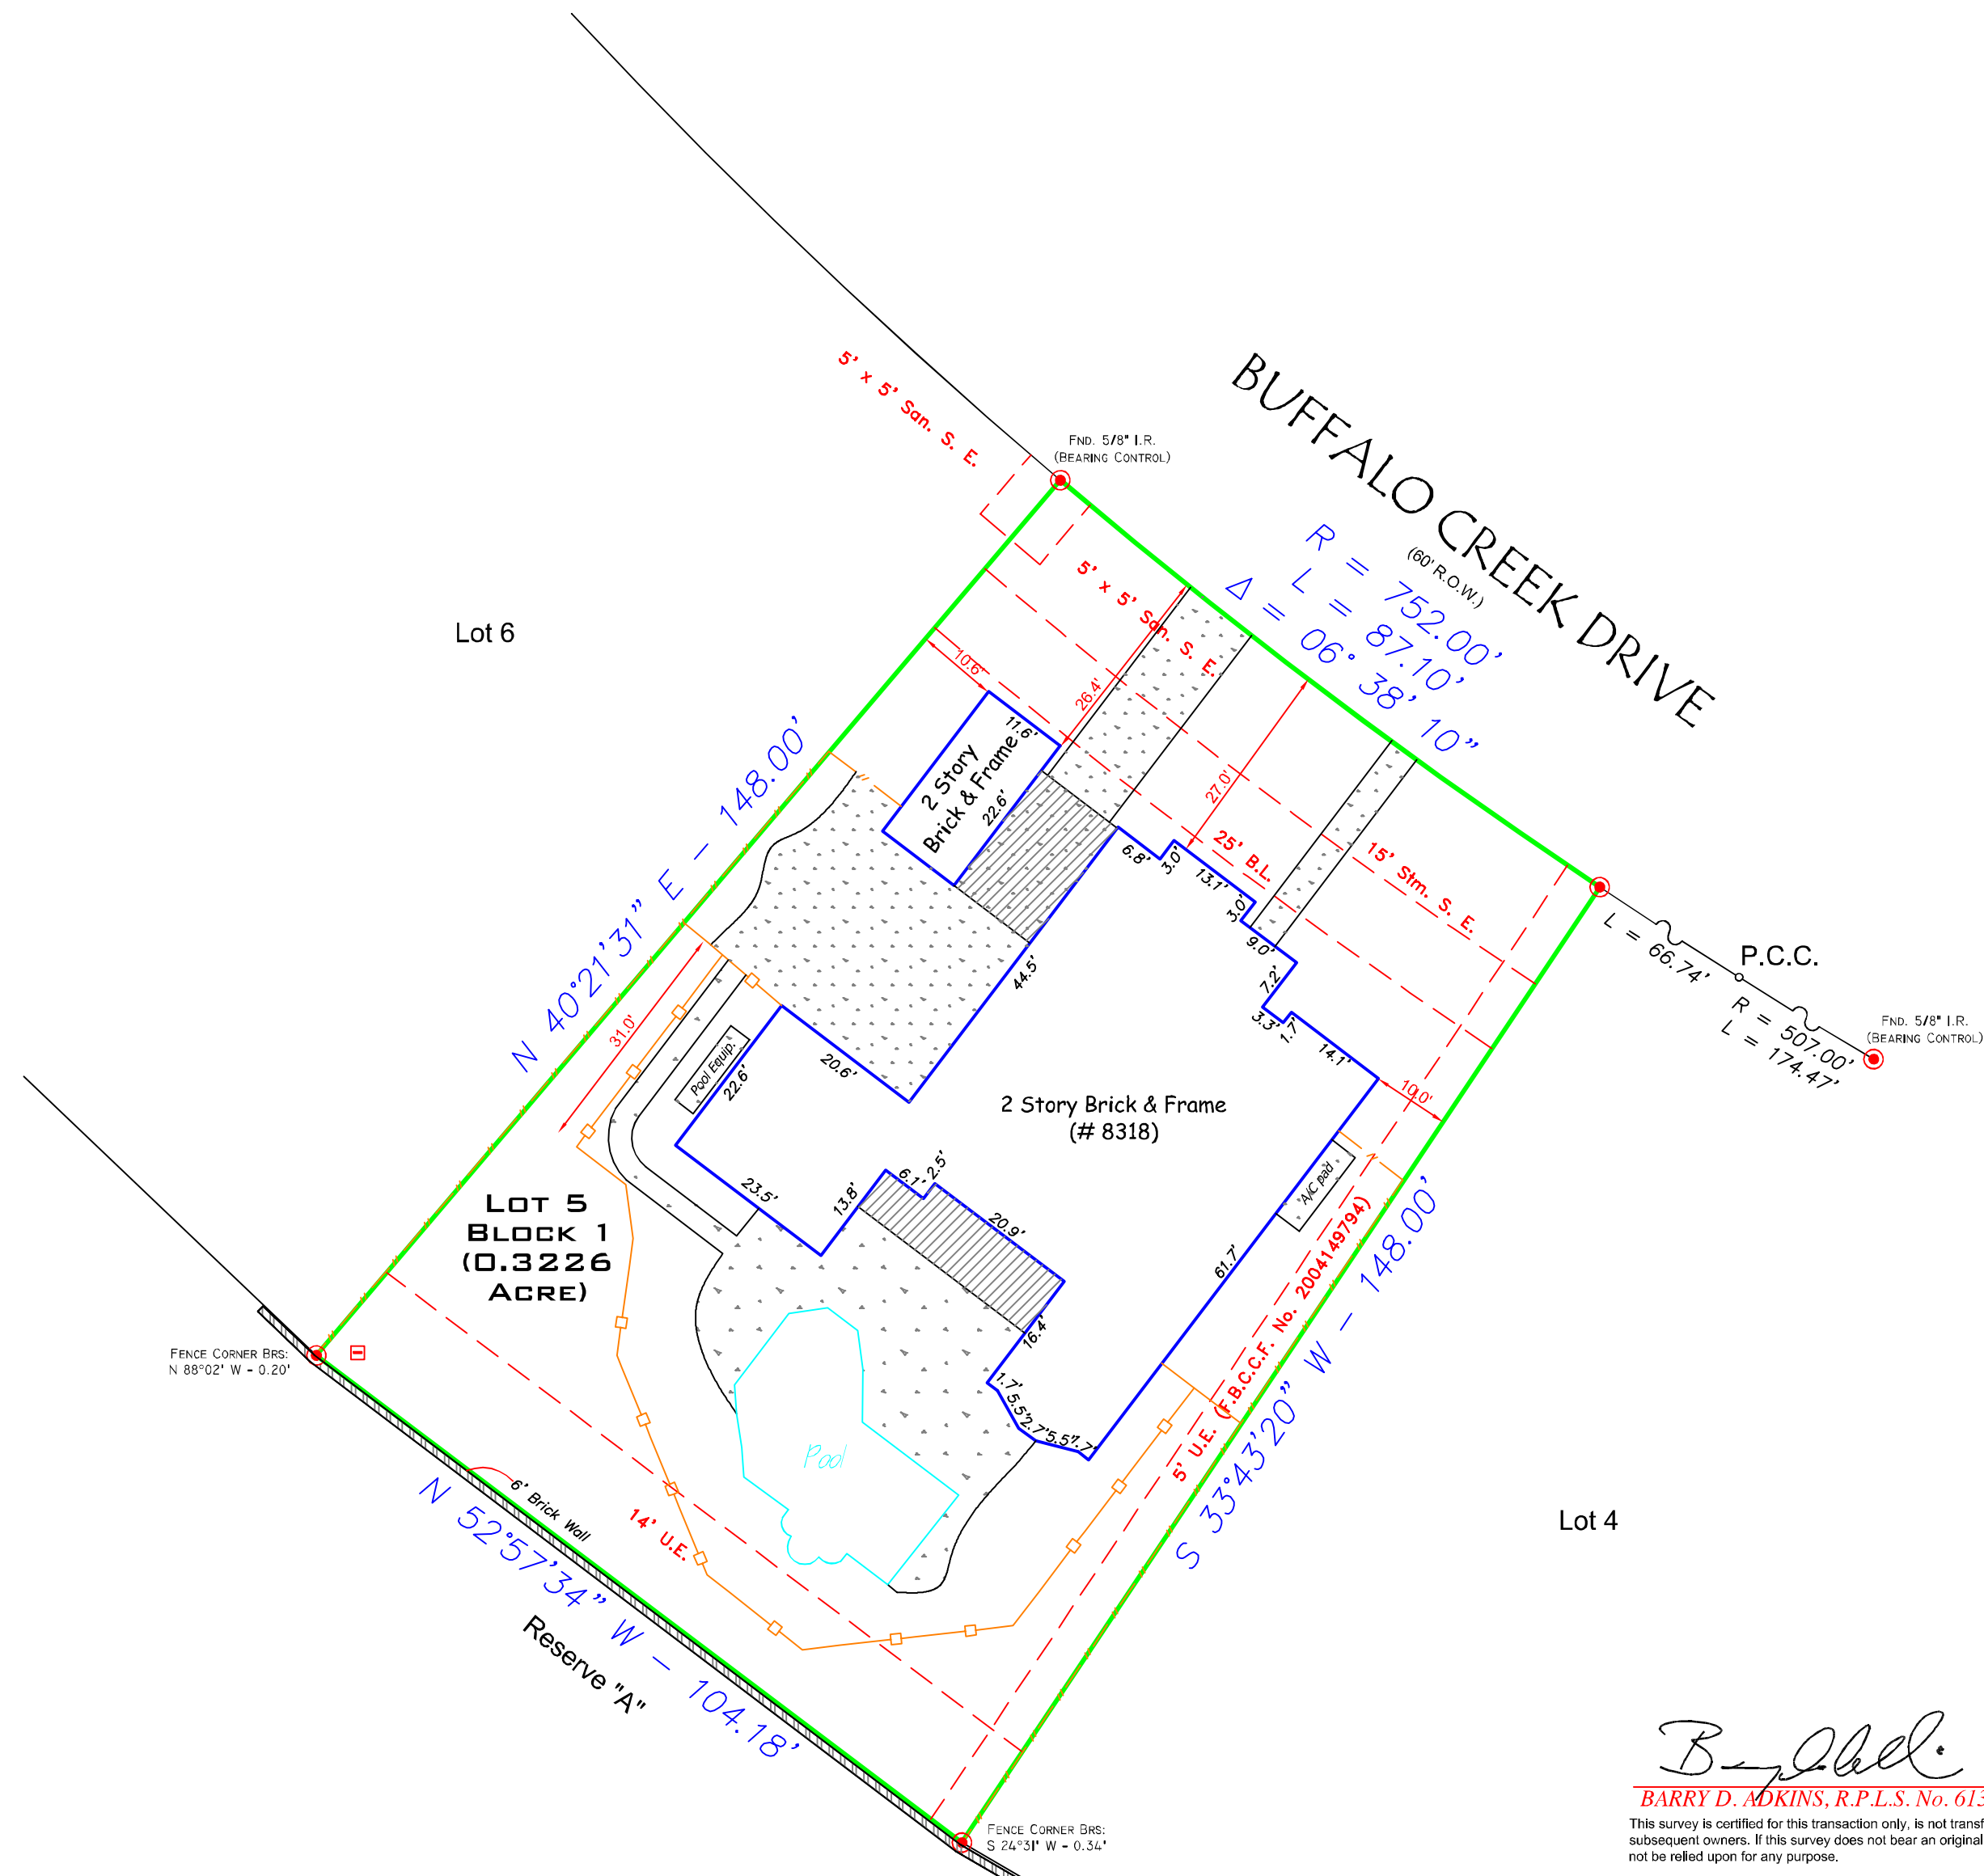 BUFFALO CREEK DRIVE
(60' R.O.W.)
R = 752.00'
L = 87.10'
Δ = 06° 38' 10"
5' x 5' San. S. E.
FND. 5/8" I.R.
(BEARING CONTROL)
5' x 5' San. S. E.
Lot 6
10.6'
26.4'
27.0'
11.6'
2 Story
Brick & Frame
22.6'
25' B.L.
15' Stm. S. E.
6.8'
3.0'
13.1'
3.0'
9.0'
7.2'
3.3'
1.7'
14.1'
10.0'
L = 66.74'
P.C.C.
R = 507.00'
L = 174.47'
FND. 5/8" I.R.
(BEARING CONTROL)
N 40°21'31" E – 148.00'
31.0'
Pool Equip.
22.6'
20.6'
44.5'
2 Story Brick & Frame
(# 8318)
A/C pad
23.5'
13.8'
6.1'
2.5'
20.9'
61.7'
16.4'
1.7'
5.5'
2.7'
5.5'
1.7'
LOT 5
BLOCK 1
(0.3226
ACRE)
5' U.E. (F.B.C.C.F. No. 2004149794)
S 33°43'20" W – 148.00'
FENCE CORNER BRS:
N 88°02' W - 0.20'
Pool
6' Brick Wall
14' U.E.
N 52°57'34" W – 104.18'
Reserve "A"
Lot 4
FENCE CORNER BRS:
S 24°31' W - 0.34'
BARRY D. ADKINS, R.P.L.S. No. 613
This survey is certified for this transaction only, is not transf
subsequent owners. If this survey does not bear an original
not be relied upon for any purpose.